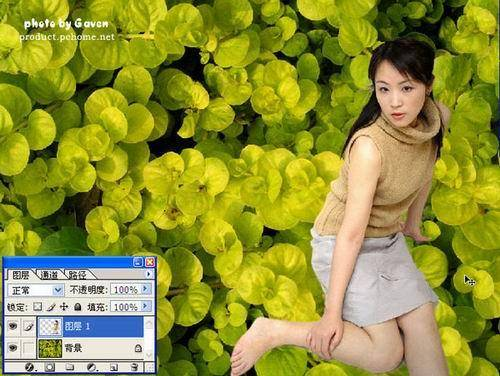 photo by Gaven
product.pchome.net
图层 通道 路径
正常 不透明度: 100%
锁定: 填充: 100%
图层 1
背景